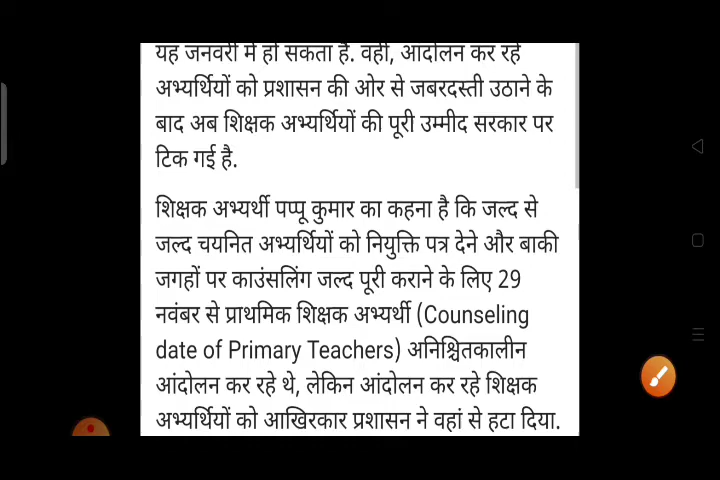 यह जनवरी में हो सकता है. वहीं, आंदोलन कर रहे
अभ्यर्थियों को प्रशासन की ओर से जबरदस्ती उठाने के
बाद अब शिक्षक अभ्यर्थियों की पूरी उम्मीद सरकार पर
टिक गई है.
शिक्षक अभ्यर्थी पप्पू कुमार का कहना है कि जल्द से
जल्द चयनित अभ्यर्थियों को नियुक्ति पत्र देने और बाकी
जगहों पर काउंसलिंग जल्द पूरी कराने के लिए 29
नवंबर से प्राथमिक शिक्षक अभ्यर्थी (Counseling
date of Primary Teachers) अनिश्चितकालीन
आंदोलन कर रहे थे, लेकिन आंदोलन कर रहे शिक्षक
अभ्यर्थियों को आखिरकार प्रशासन ने वहां से हटा दिया.